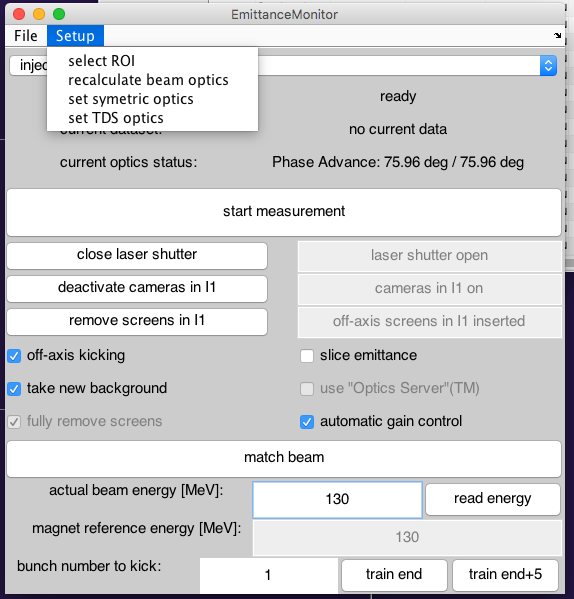 EmittanceMonitor
File Setup
select ROI
recalculate beam optics
set symetric optics
set TDS optics
ready
no current data
current optics status: Phase Advance: 75.96 deg / 75.96 deg
start measurement
close laser shutter laser shutter open
deactivate cameras in I1 cameras in I1 on
remove screens in I1 off-axis screens in I1 inserted
off-axis kicking slice emittance
take new background use "Optics Server"(TM)
fully remove screens automatic gain control
match beam
actual beam energy [MeV]: 130 read energy
magnet reference energy [MeV]: 130
bunch number to kick: 1 train end train end+5